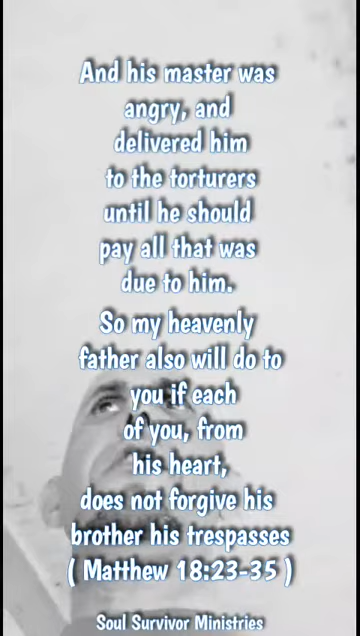 And his master was
angry, and
delivered him
to the torturers
until he should
pay all that was
due to him.
So my heavenly
father also will do to
you if each
of you, from
his heart,
does not forgive his
brother his trespasses
( Matthew 18:23-35 )
Soul Survivor Ministries